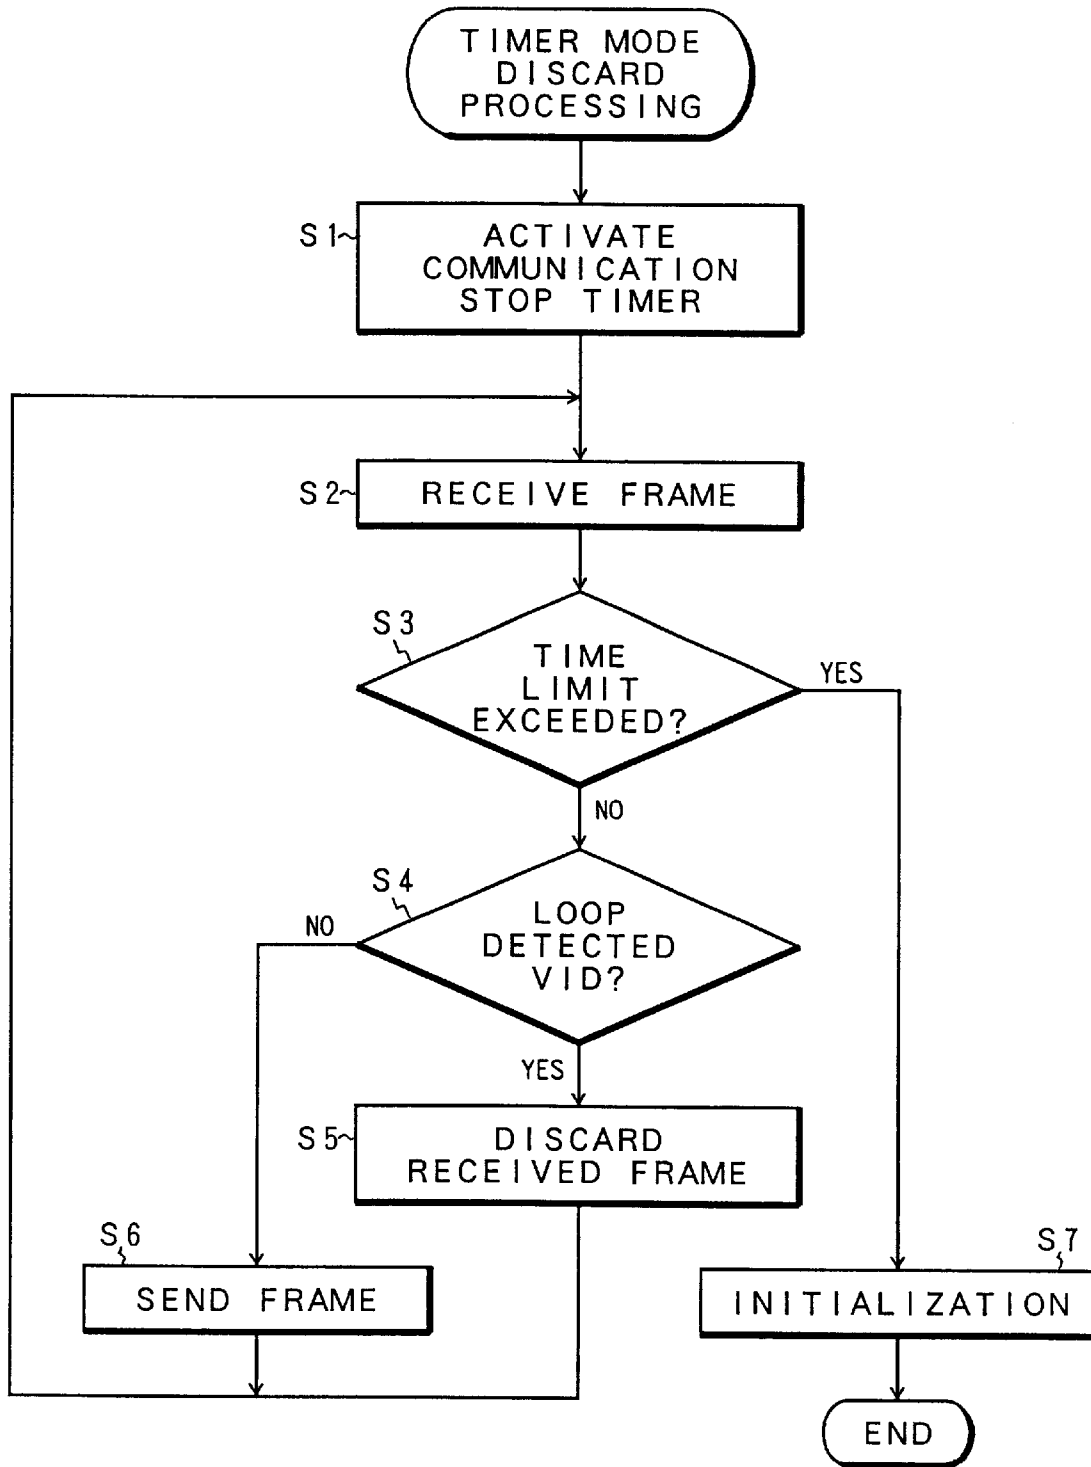 TIMER MODE
DISCARD
PROCESSING
S1
ACTIVATE
COMMUNICATION
STOP TIMER
S2
RECEIVE FRAME
S3
TIME
LIMIT
EXCEEDED?
YES
NO
S4
LOOP
DETECTED
VID?
NO
YES
S5
DISCARD
RECEIVED FRAME
S6
SEND FRAME
S7
INITIALIZATION
END